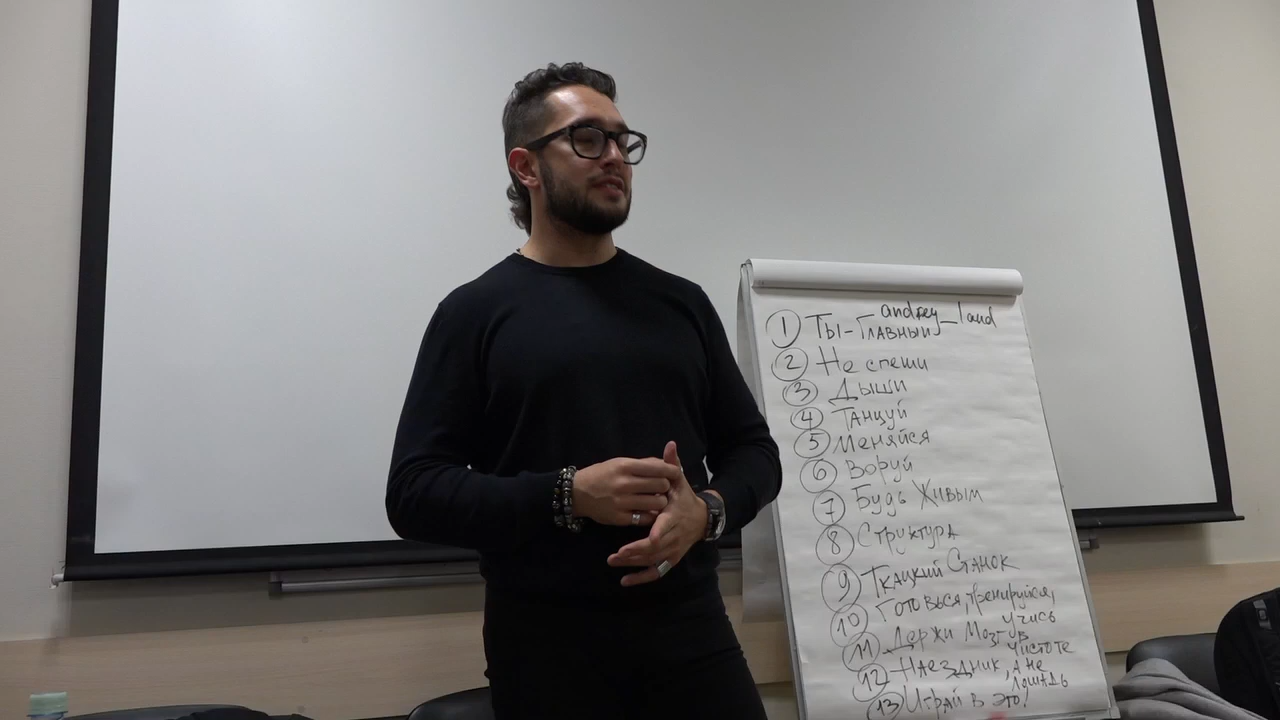 andrey_land
1 Ты-Главный
2 Не спеши
3 Дыши
4 Танцуй
5 Меняйся
6 Воруй
7 Будь Живым
8 Структура
9 Ткацкий Станок
10 Готовься, тренируйся,
учись
11 Держи Мозг в
чистоте
12 Наездник, а не
лошадь
13 Играй в это!